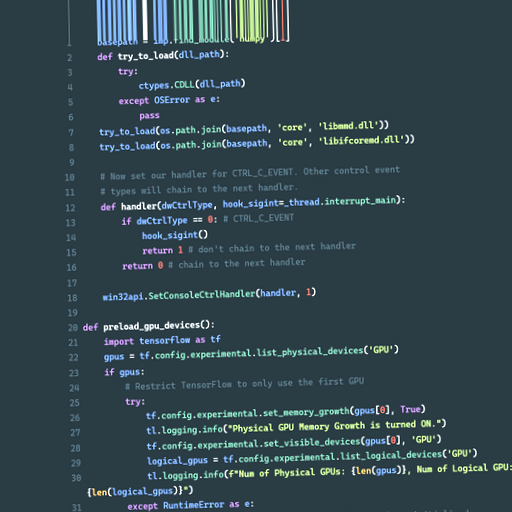 basepath = imp.find_module('numpy')[1]
2 def try_to_load(dll_path):
3 try:
4 ctypes.CDLL(dll_path)
5 except OSError as e:
6 pass
7 try_to_load(os.path.join(basepath, 'core', 'libmmd.dll'))
8 try_to_load(os.path.join(basepath, 'core', 'libifcoremd.dll'))
9
10 # Now set our handler for CTRL_C_EVENT. Other control event
11 # types will chain to the next handler.
12 def handler(dwCtrlType, hook_sigint=_thread.interrupt_main):
13 if dwCtrlType == 0: # CTRL_C_EVENT
14 hook_sigint()
15 return 1 # don't chain to the next handler
16 return 0 # chain to the next handler
17
18 win32api.SetConsoleCtrlHandler(handler, 1)
19
20 def preload_gpu_devices():
21 import tensorflow as tf
22 gpus = tf.config.experimental.list_physical_devices('GPU')
23 if gpus:
24 # Restrict TensorFlow to only use the first GPU
25 try:
26 tf.config.experimental.set_memory_growth(gpus[0], True)
27 tl.logging.info("Physical GPU Memory Growth is turned ON.")
28 tf.config.experimental.set_visible_devices(gpus[0], 'GPU')
29 logical_gpus = tf.config.experimental.list_logical_devices('GPU')
30 tl.logging.info(f"Num of Physical GPUs: {len(gpus)}, Num of Logical GPU:
{len(logical_gpus)}")
31 except RuntimeError as e: